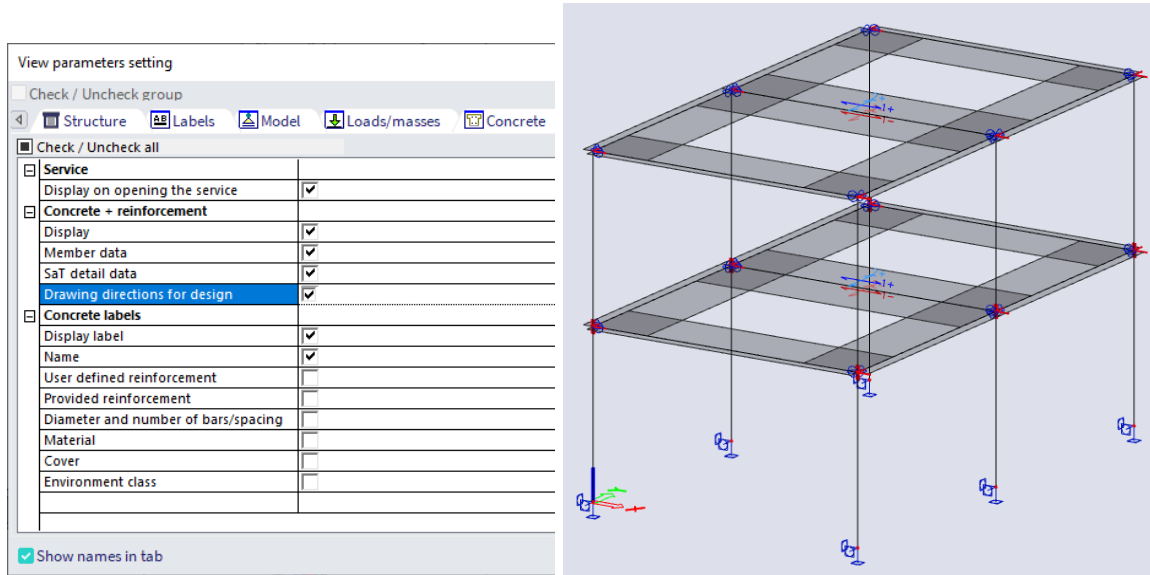 View parameters setting
Check / Uncheck group
Structure Labels Model Loads/masses Concrete
Check / Uncheck all
Service
Display on opening the service
Concrete + reinforcement
Display
Member data
SaT detail data
Drawing directions for design
Concrete labels
Display label
Name
User defined reinforcement
Provided reinforcement
Diameter and number of bars/spacing
Material
Cover
Environment class
Show names in tab